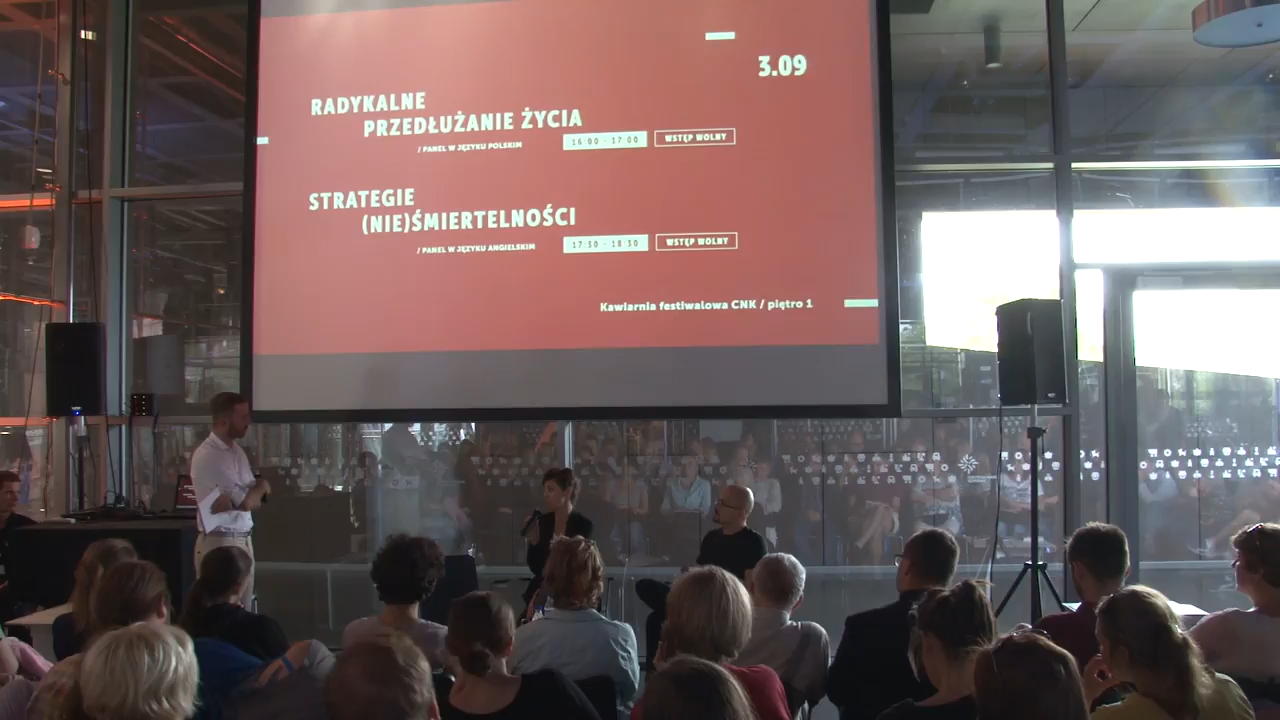 3.09
RADYKALNE
PRZEDŁUŻANIE ŻYCIA
/ PANEL W JĘZYKU POLSKIM
16:00 - 17:00
WSTĘP WOLNY
STRATEGIE
(NIE)ŚMIERTELNOŚCI
/ PANEL W JĘZYKU ANGIELSKIM
17:30 - 18:30
WSTĘP WOLNY
Kawiarnia festiwalowa CNK / piętro 1